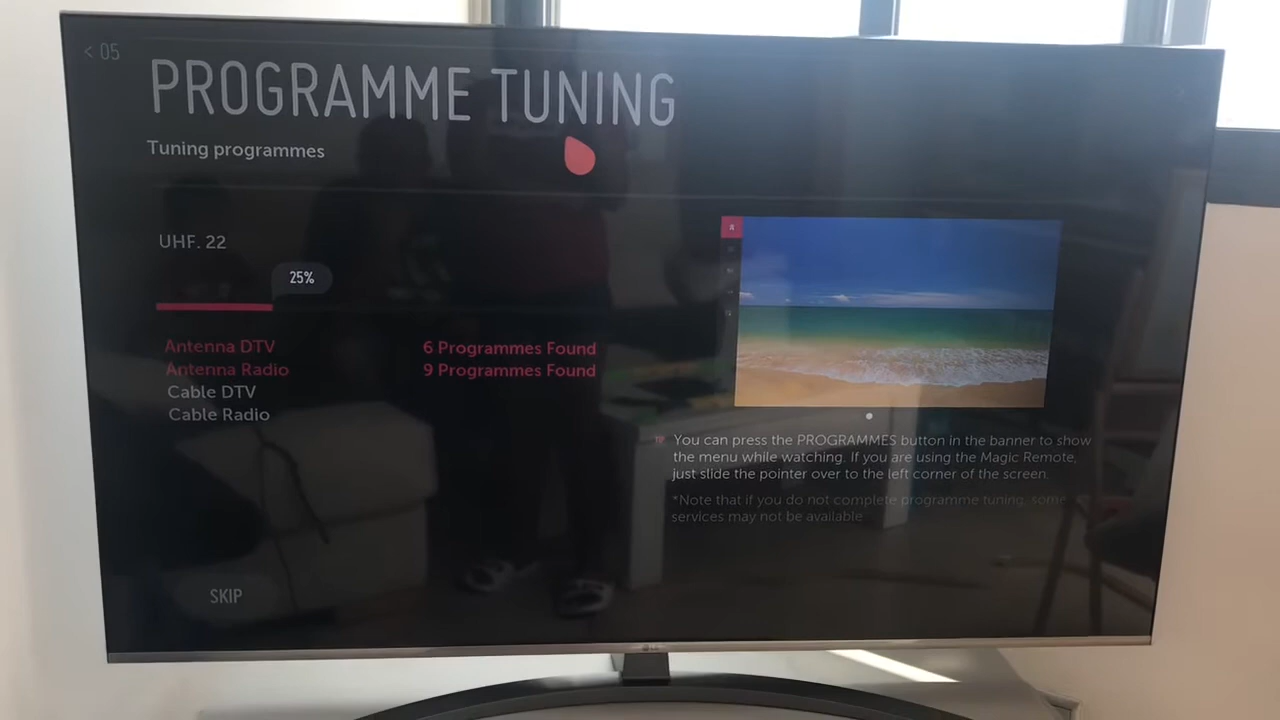 < 05
PROGRAMME TUNING
Tuning programmes
UHF. 22
25%
Antenna DTV 6 Programmes Found
Antenna Radio 9 Programmes Found
Cable DTV
Cable Radio
You can press the PROGRAMMES button in the banner to show
the menu while watching. If you are using the Magic Remote,
just slide the pointer over to the left corner of the screen.
*Note that if you do not complete programme tuning, some
services may not be available.
SKIP